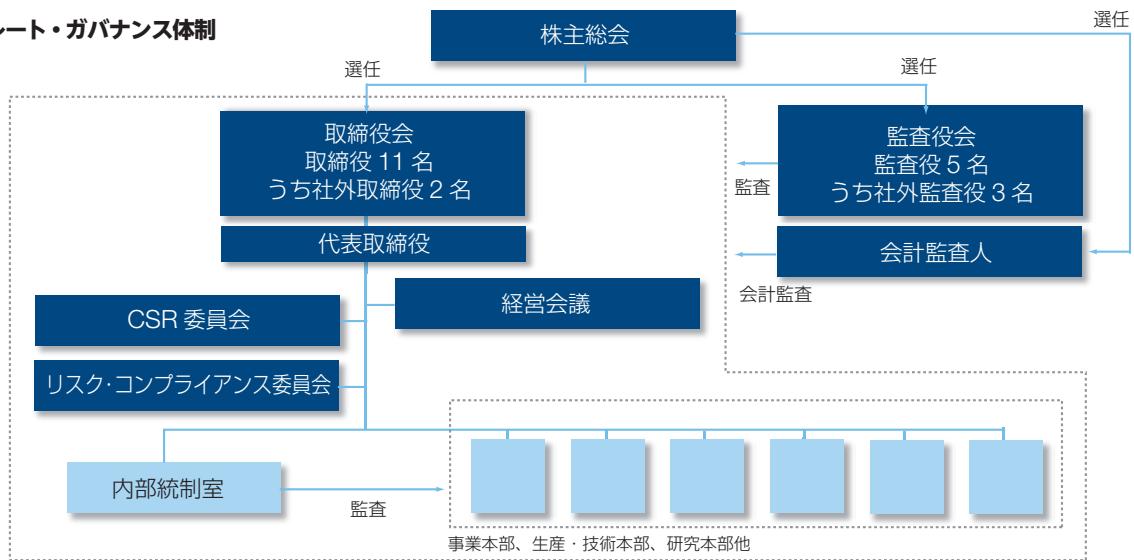 レート・ガバナンス体制
株主総会
選任
選任
選任
取締役会
取締役 11 名
うち社外取締役 2 名
監査役会
監査役 5 名
うち社外監査役 3 名
監査
代表取締役
会計監査人
会計監査
経営会議
CSR 委員会
リスク・コンプライアンス委員会
内部統制室
監査
事業本部、生産・技術本部、研究本部他